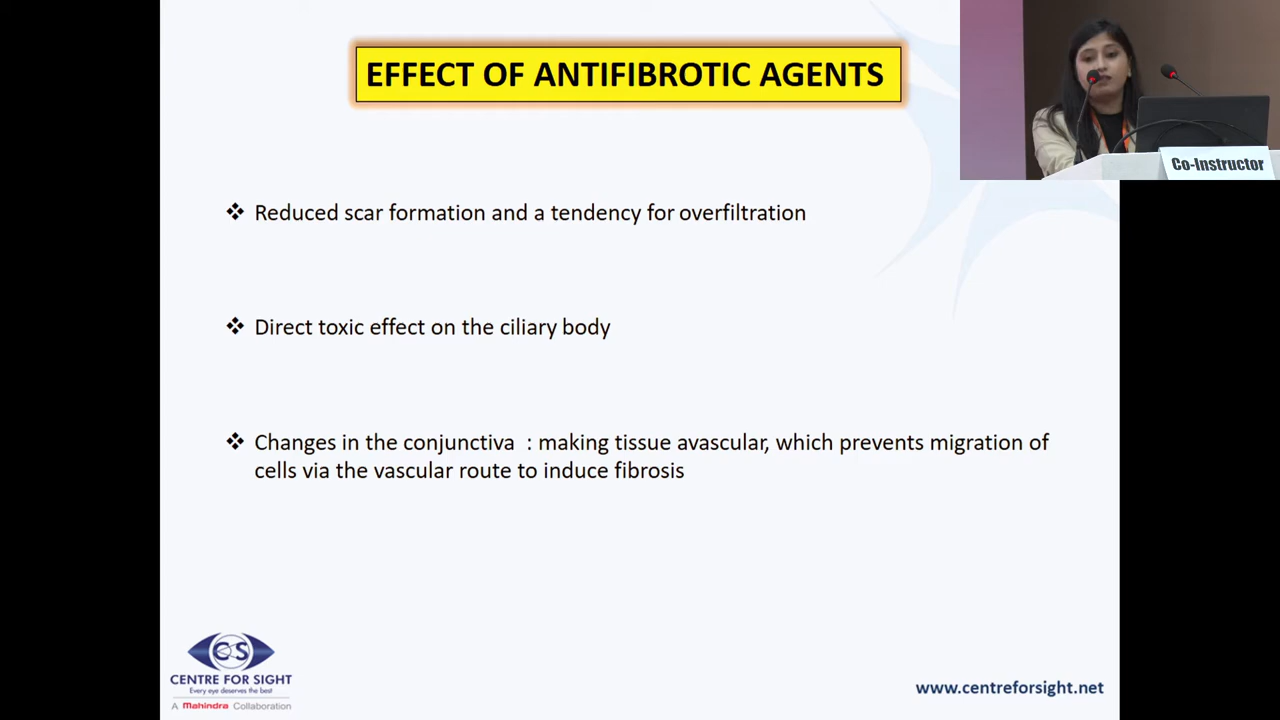 EFFECT OF ANTIFIBROTIC AGENTS
Co-Instructor
❖ Reduced scar formation and a tendency for overfiltration
❖ Direct toxic effect on the ciliary body
❖ Changes in the conjunctiva : making tissue avascular, which prevents migration of
cells via the vascular route to induce fibrosis
CS
CENTRE FOR SIGHT
Every eye deserves the best
A Mahindra Collaboration
www.centreforsight.net